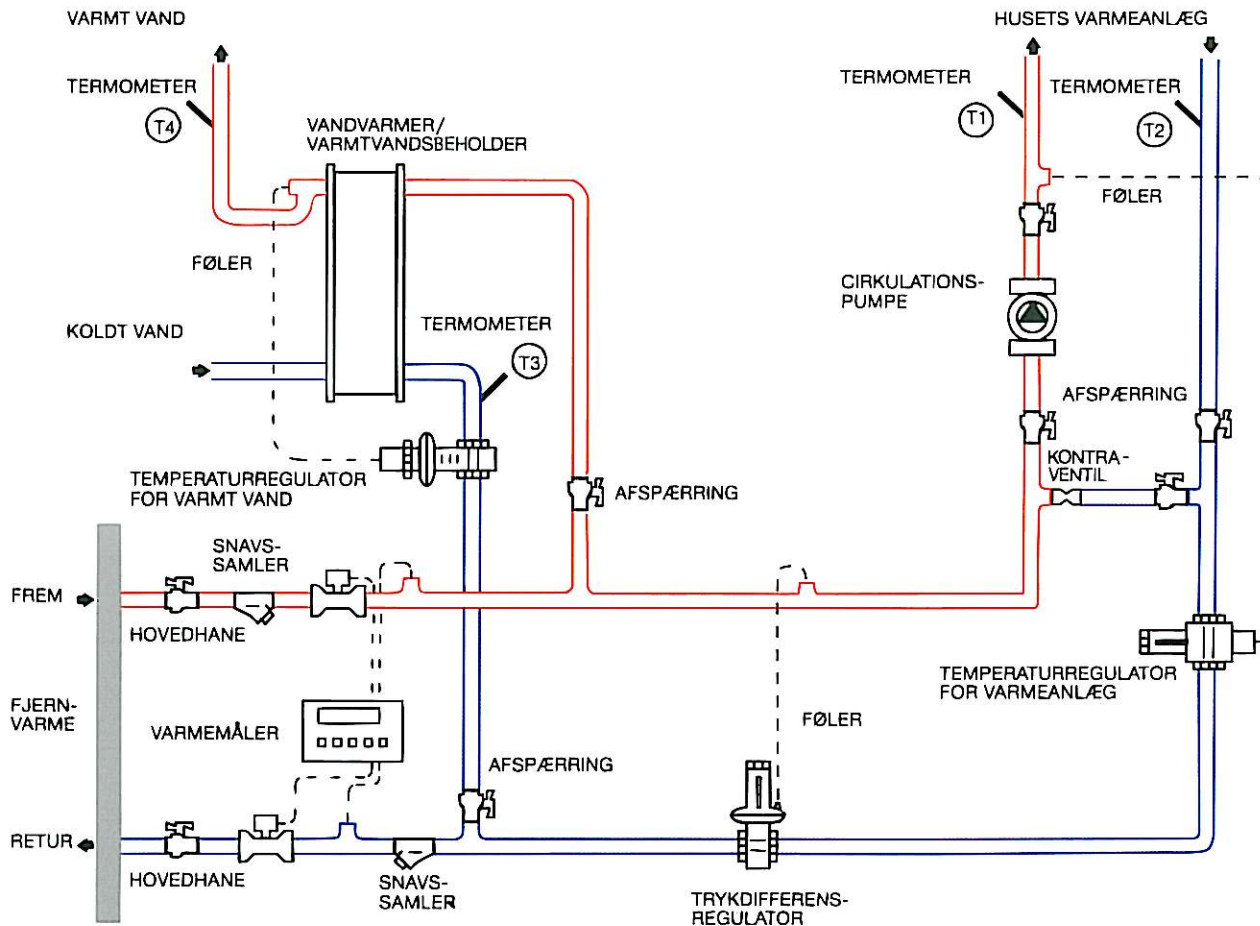 VARMT VAND
HUSETS VARMEANLÆG
TERMOMETER
T4
VANDVARMER/
VARMTVANDSBEHOLDER
TERMOMETER
T1
TERMOMETER
T2
FØLER
FØLER
CIRKULATIONS-
PUMPE
KOLDT VAND
TERMOMETER
T3
AFSPÆRRING
KONTRA-
VENTIL
TEMPERATURREGULATOR
FOR VARMT VAND
AFSPÆRRING
SNAVS-
SAMLER
FREM
HOVEDHANE
TEMPERATURREGULATOR
FOR VARMEANLÆG
FJERN-
VARME
VARMEMÅLER
FØLER
AFSPÆRRING
RETUR
HOVEDHANE
SNAVS-
SAMLER
TRYKDIFFERENS-
REGULATOR